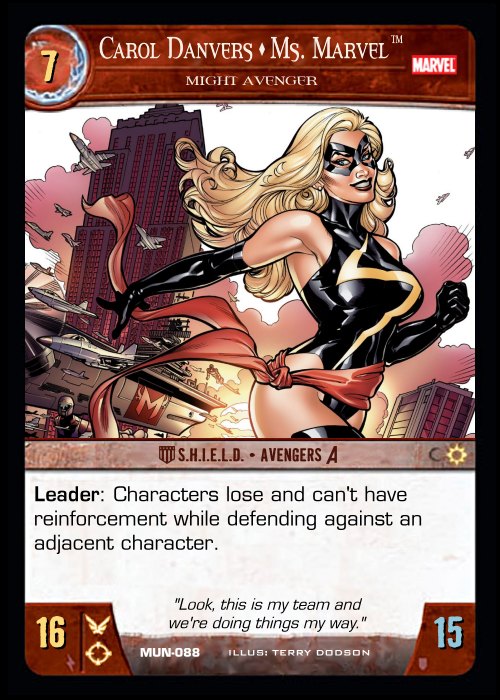 7
CAROL DANVERS ♦ MS. MARVEL™
MARVEL
MIGHT AVENGER
M
S.H.I.E.L.D. • AVENGERS A
C
Leader: Characters lose and can't have
reinforcement while defending against an
adjacent character.
"Look, this is my team and
we're doing things my way."
16
15
MUN-088 ILLUS: TERRY DODSON